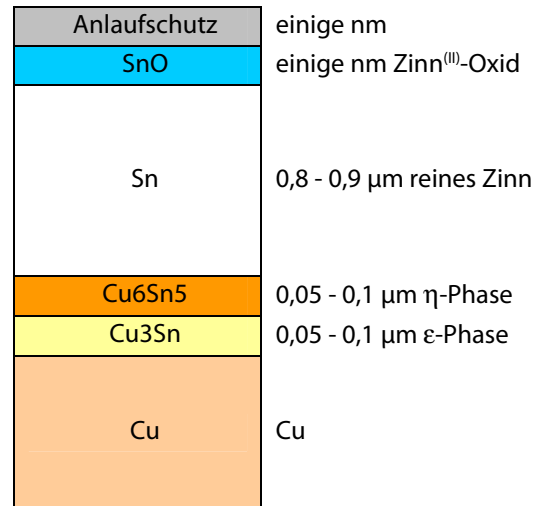 Anlaufschutz einige nm
SnO einige nm Zinn(II)-Oxid
Sn 0,8 - 0,9 µm reines Zinn
Cu6Sn5 0,05 - 0,1 µm η-Phase
Cu3Sn 0,05 - 0,1 µm ε-Phase
Cu Cu